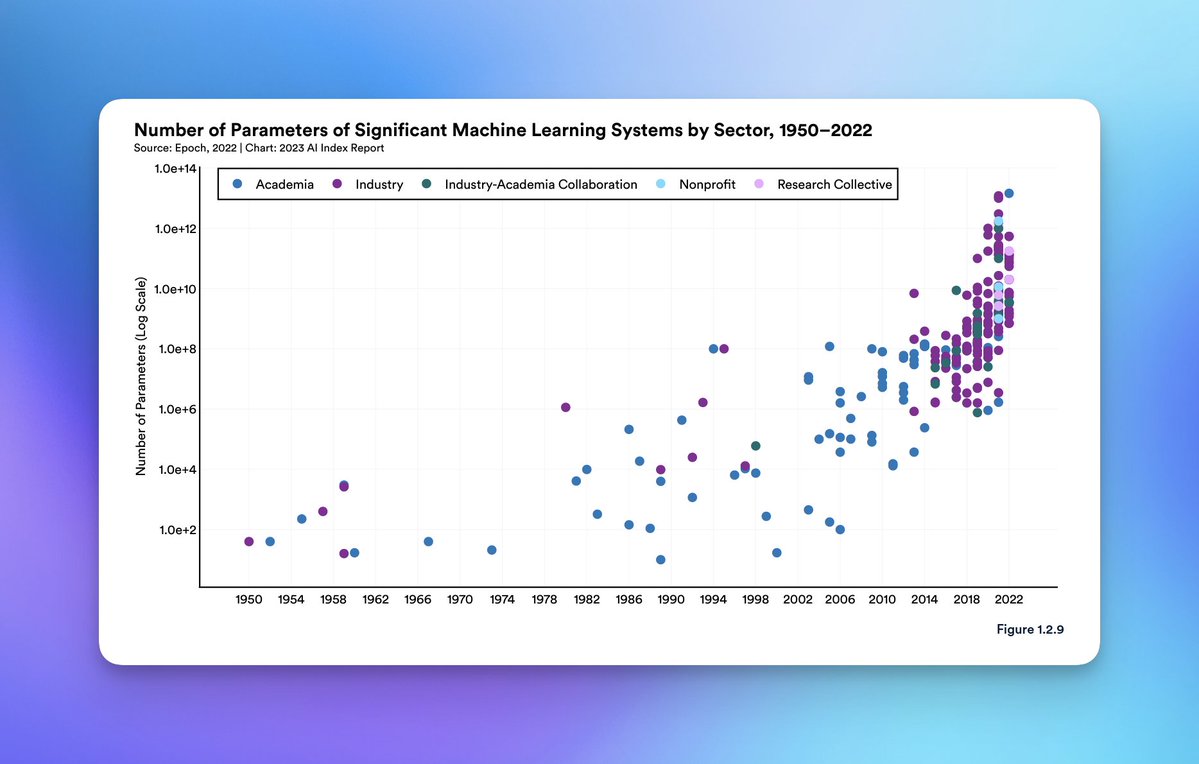 Number of Parameters of Significant Machine Learning Systems by Sector, 1950–2022
Source: Epoch, 2022 | Chart: 2023 AI Index Report
Academia Industry Industry-Academia Collaboration Nonprofit Research Collective
Number of Parameters (Log Scale)
1.0e+14
1.0e+12
1.0e+10
1.0e+8
1.0e+6
1.0e+4
1.0e+2
1950 1954 1958 1962 1966 1970 1974 1978 1982 1986 1990 1994 1998 2002 2006 2010 2014 2018 2022
Figure 1.2.9